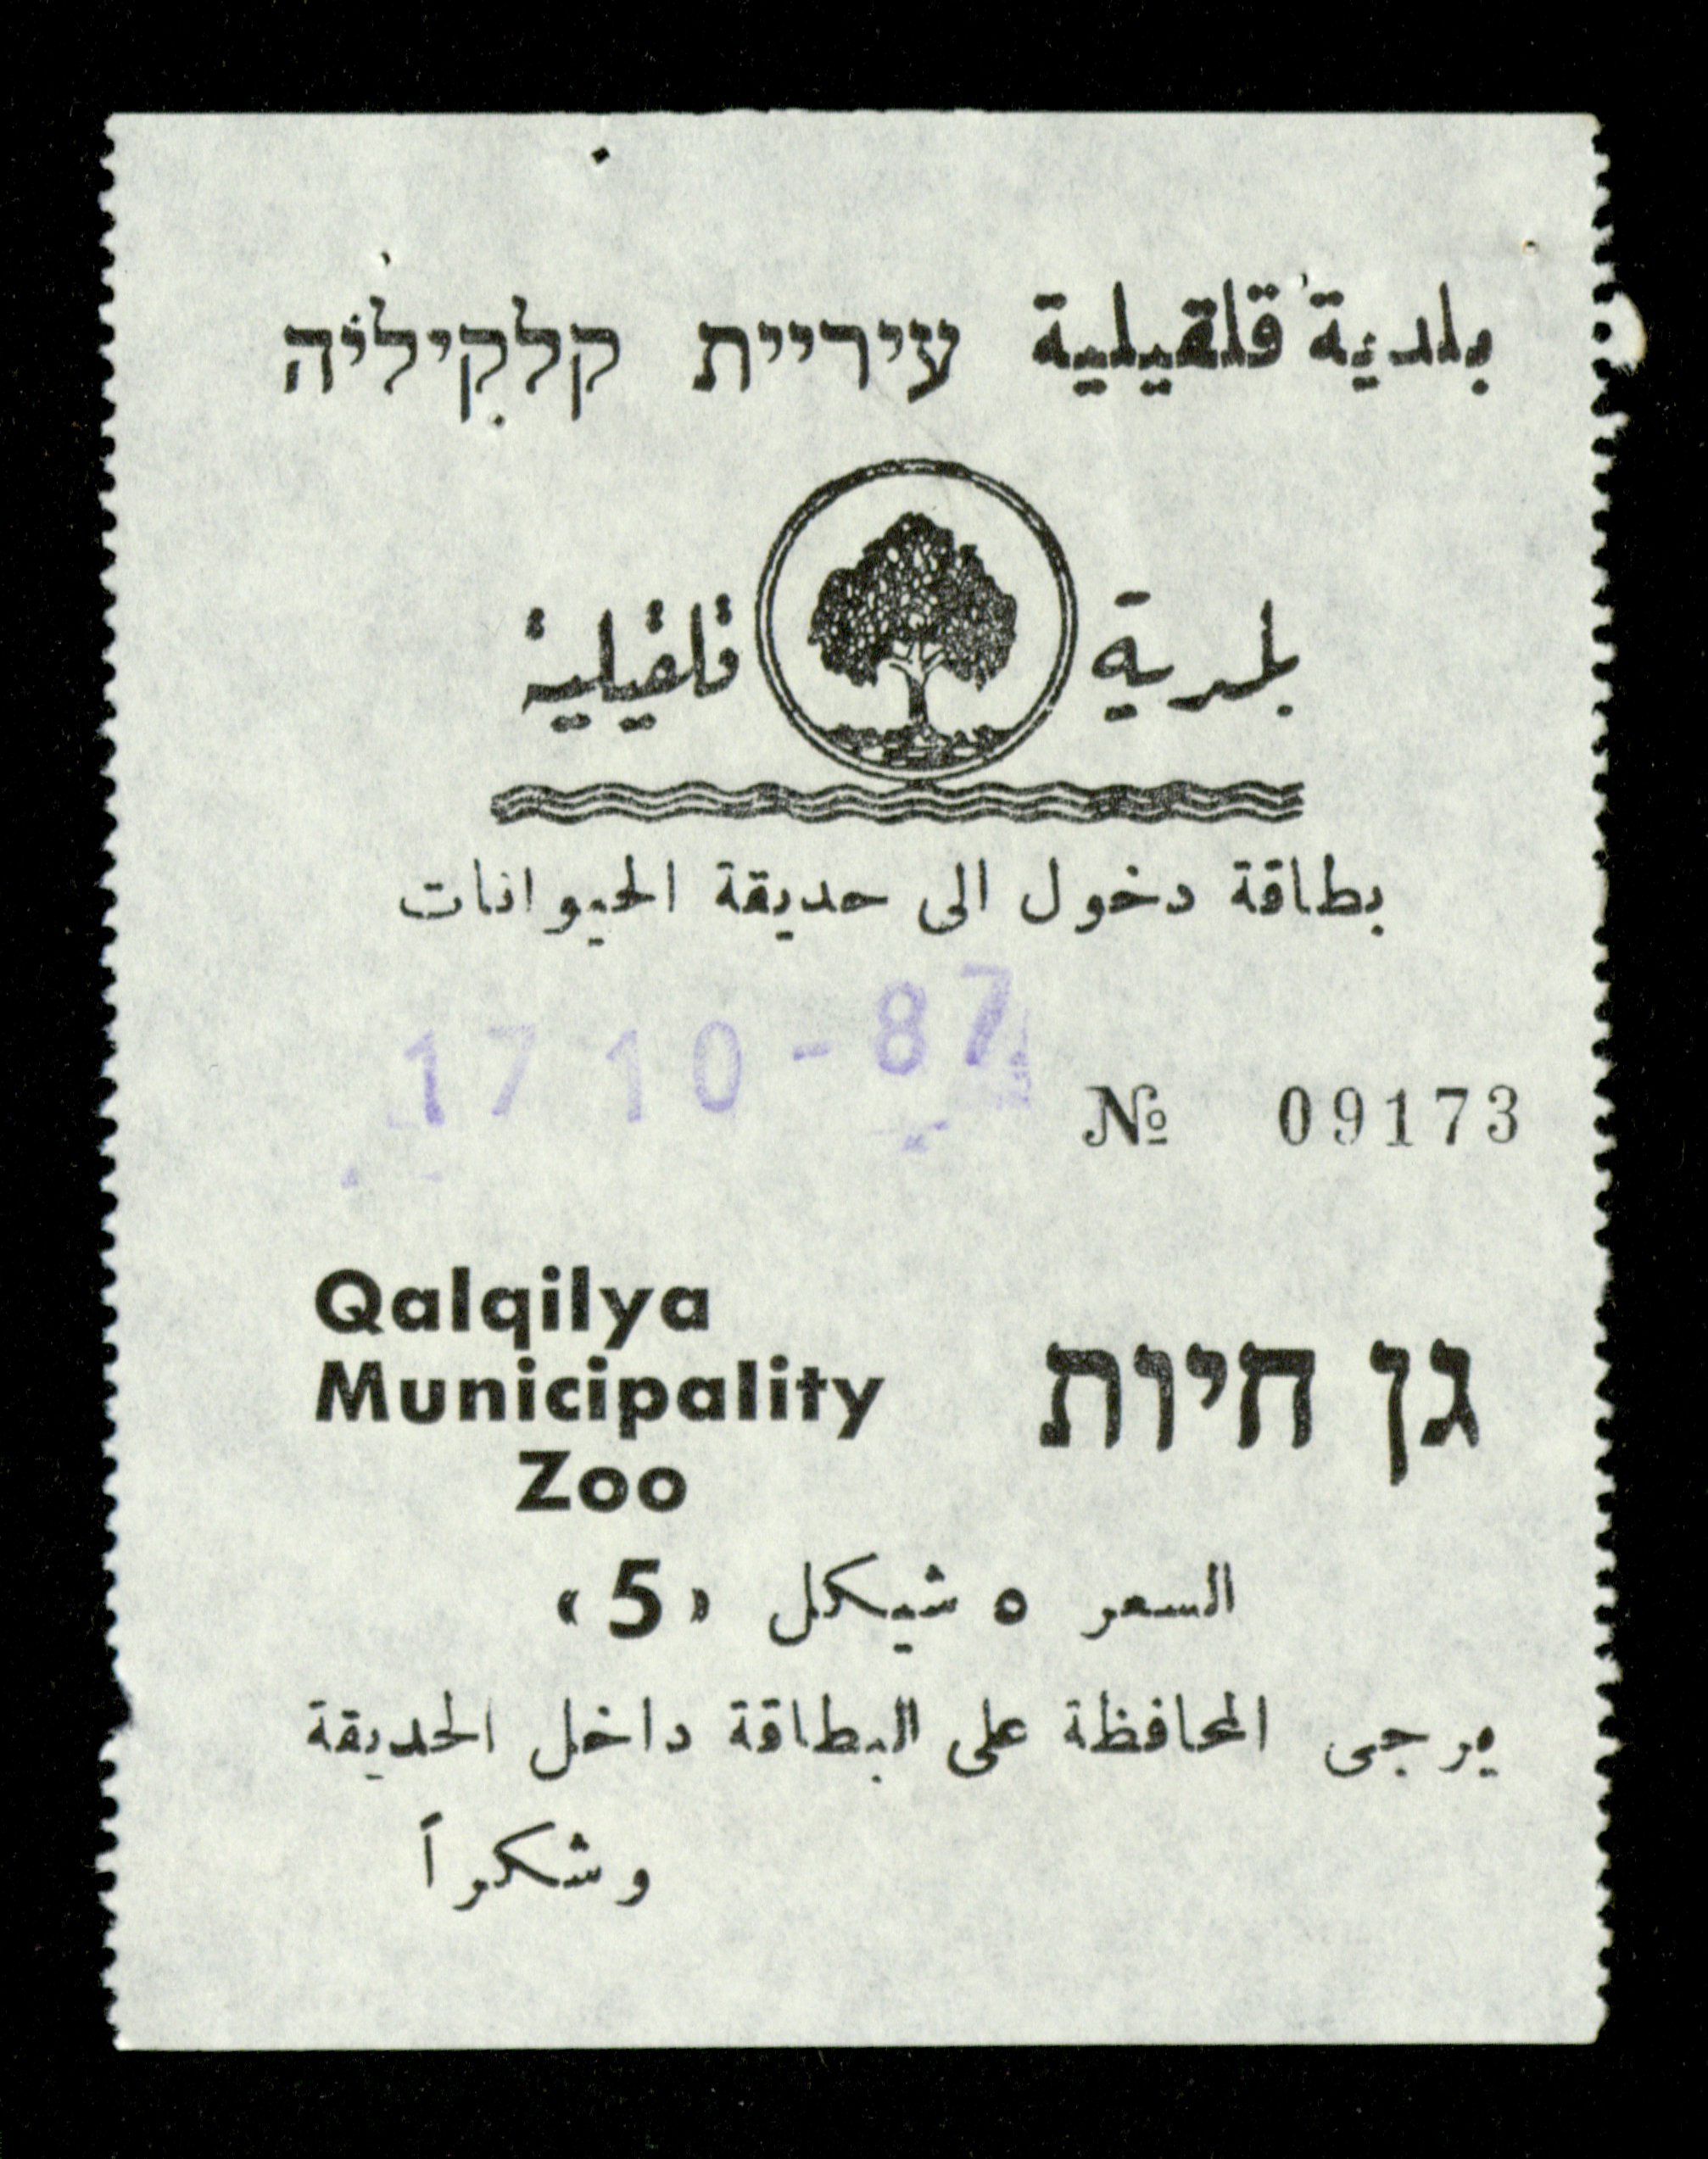 بلدية قلقيلية עיריית קלקיליה
بلدية قلقيلية
بطاقة دخول الى حديقة الحيوانات
17 10 - 87
№ 09173
Qalqilya
Municipality
Zoo
גן חיות
السعر ٥ شيكل «5»
يرجى المحافظة على البطاقة داخل الحديقة
وشكراً